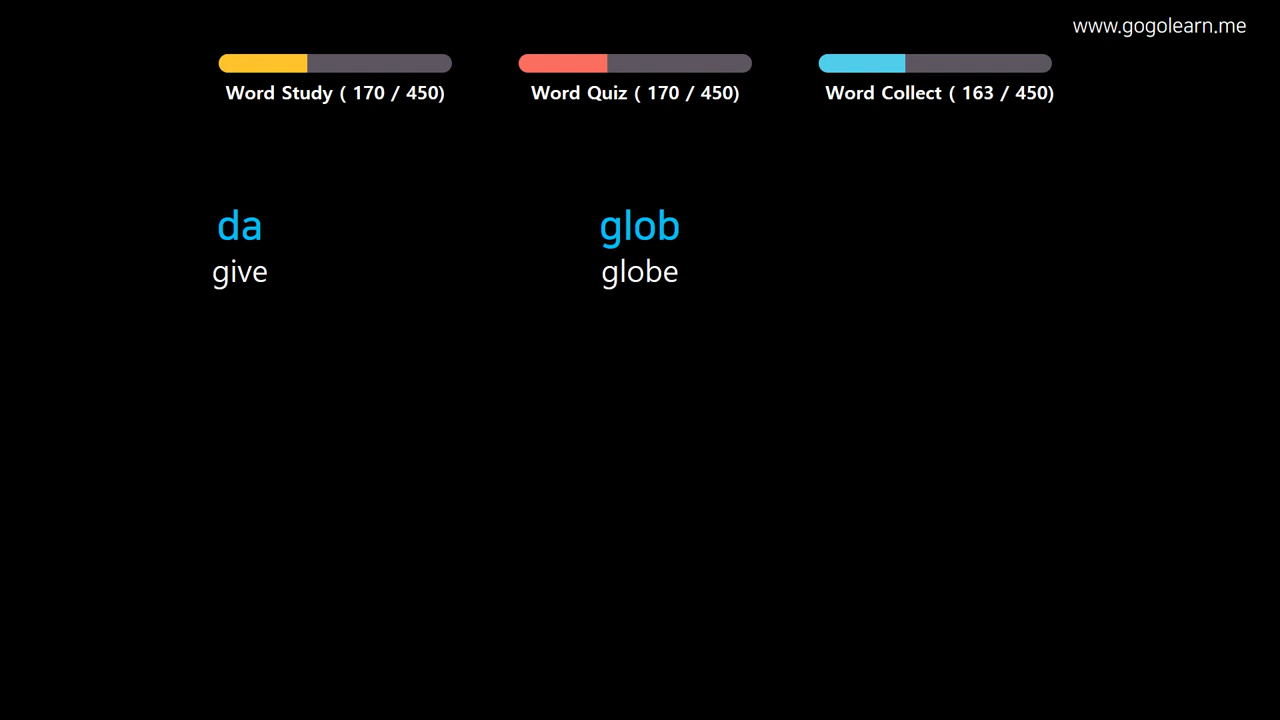 www.gogolearn.me
Word Study ( 170 / 450)
Word Quiz ( 170 / 450)
Word Collect ( 163 / 450)
da
glob
give
globe